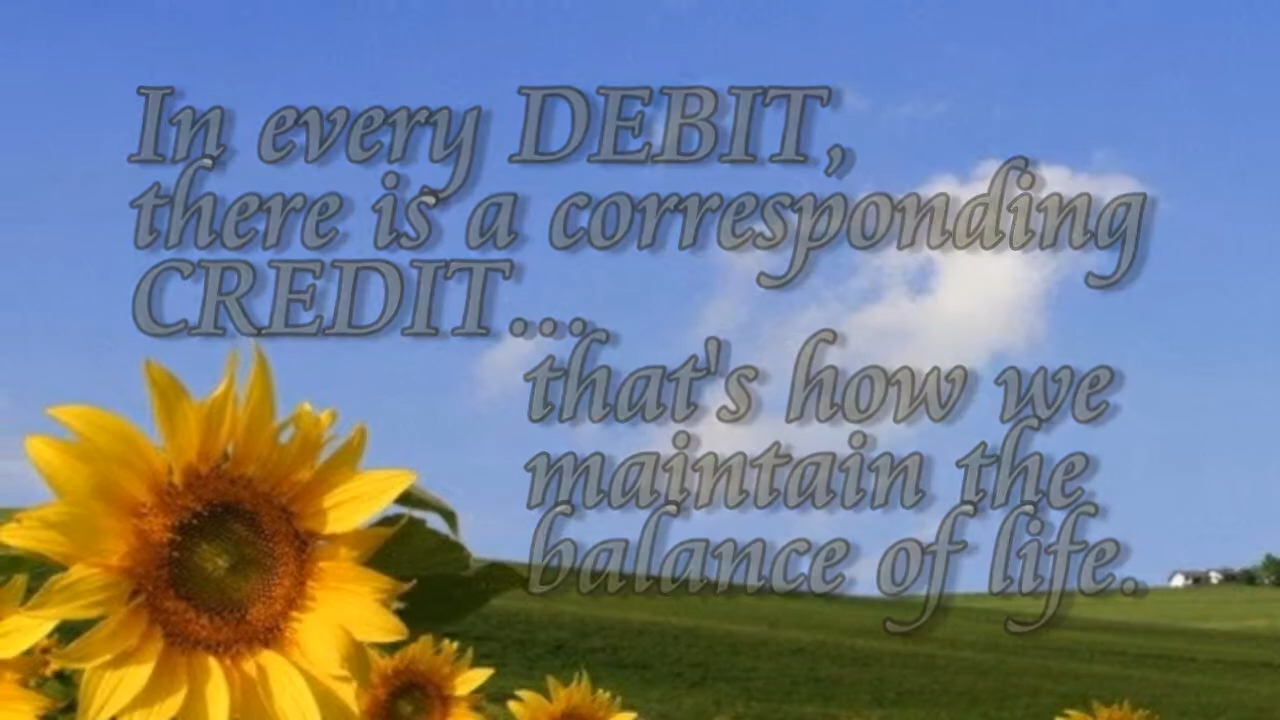 In every DEBIT,
there is a corresponding
CREDIT...
that's how we
maintain the
balance of life.